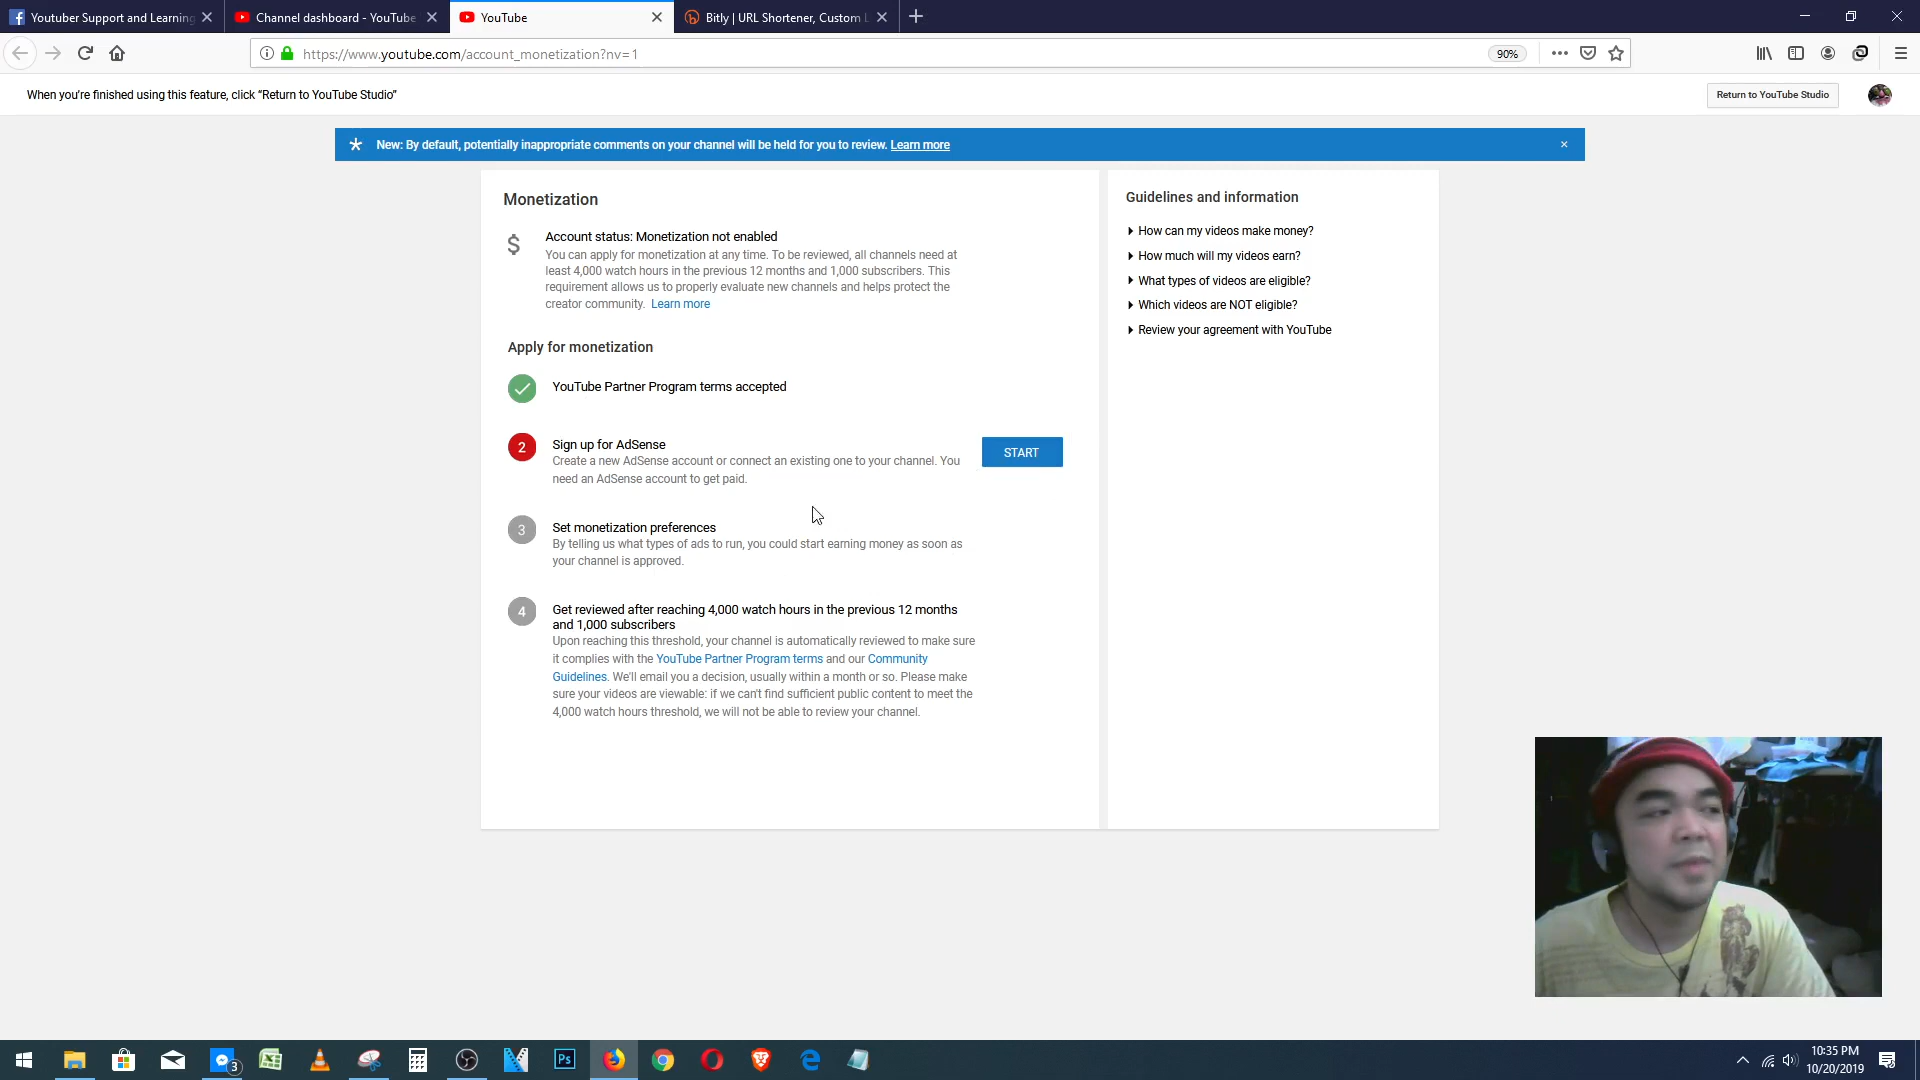 Youtuber Support and Learning
Channel dashboard - YouTube
YouTube
Bitly | URL Shortener, Custom L
https://www.youtube.com/account_monetization?nv=1
90%
When you're finished using this feature, click "Return to YouTube Studio"
Return to YouTube Studio
New: By default, potentially inappropriate comments on your channel will be held for you to review. Learn more
Monetization
Account status: Monetization not enabled
You can apply for monetization at any time. To be reviewed, all channels need at
least 4,000 watch hours in the previous 12 months and 1,000 subscribers. This
requirement allows us to properly evaluate new channels and helps protect the
creator community. Learn more
Apply for monetization
YouTube Partner Program terms accepted
2
Sign up for AdSense
Create a new AdSense account or connect an existing one to your channel. You
need an AdSense account to get paid.
START
3
Set monetization preferences
By telling us what types of ads to run, you could start earning money as soon as
your channel is approved.
4
Get reviewed after reaching 4,000 watch hours in the previous 12 months
and 1,000 subscribers
Upon reaching this threshold, your channel is automatically reviewed to make sure
it complies with the YouTube Partner Program terms and our Community
Guidelines. We'll email you a decision, usually within a month or so. Please make
sure your videos are viewable: if we can't find sufficient public content to meet the
4,000 watch hours threshold, we will not be able to review your channel.
Guidelines and information
How can my videos make money?
How much will my videos earn?
What types of videos are eligible?
Which videos are NOT eligible?
Review your agreement with YouTube
3
Ps
10:35 PM
10/20/2019